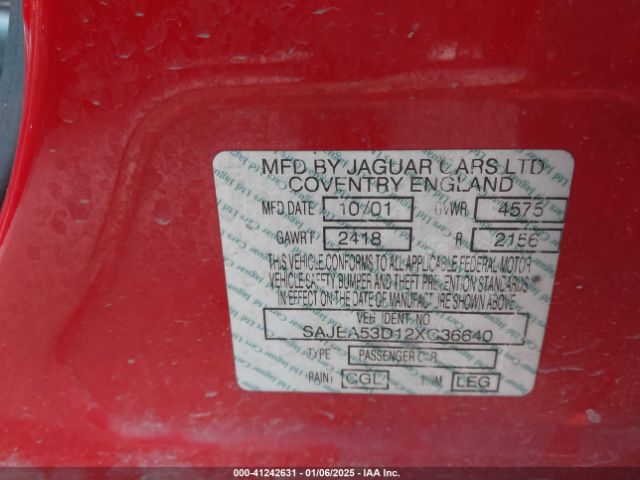 MFD BY JAGUAR CARS LTD
COVENTRY ENGLAND
MFD DATE 10/01 GVWR 4575
GAWRT 2418 R 2156
THIS VEHICLE CONFORMS TO ALL APPLICABLE FEDERAL MOTOR
VEHICLE SAFETY BUMPER AND THEFT PREVENTION STANDARDS
IN EFFECT ON THE DATE OF MANUFACTURE SHOWN ABOVE.
VEH IDENT. NO
SAJEA53D12XC36640
TYPE PASSENGER CAR
PAINT CGL TRIM LEG
000-41242631 - 01/06/2025 - IAA Inc.